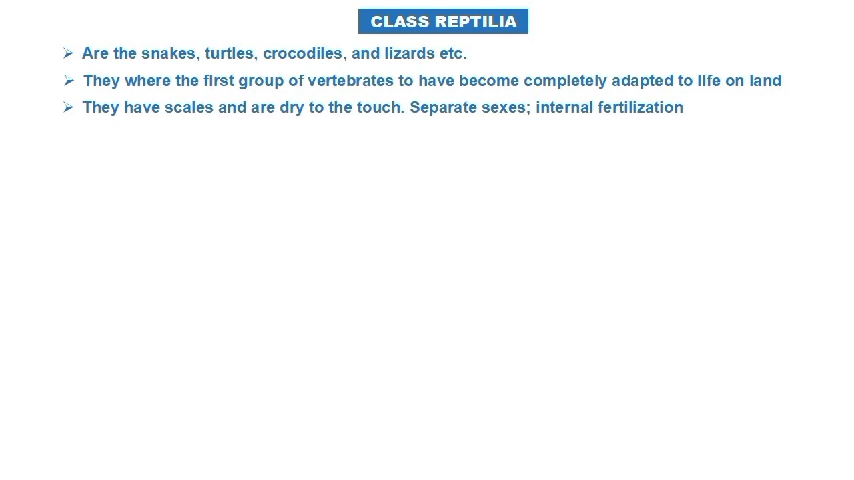 CLASS REPTILIA
➢ Are the snakes, turtles, crocodiles, and lizards etc.
➢ They where the first group of vertebrates to have become completely adapted to life on land
➢ They have scales and are dry to the touch. Separate sexes; internal fertilization